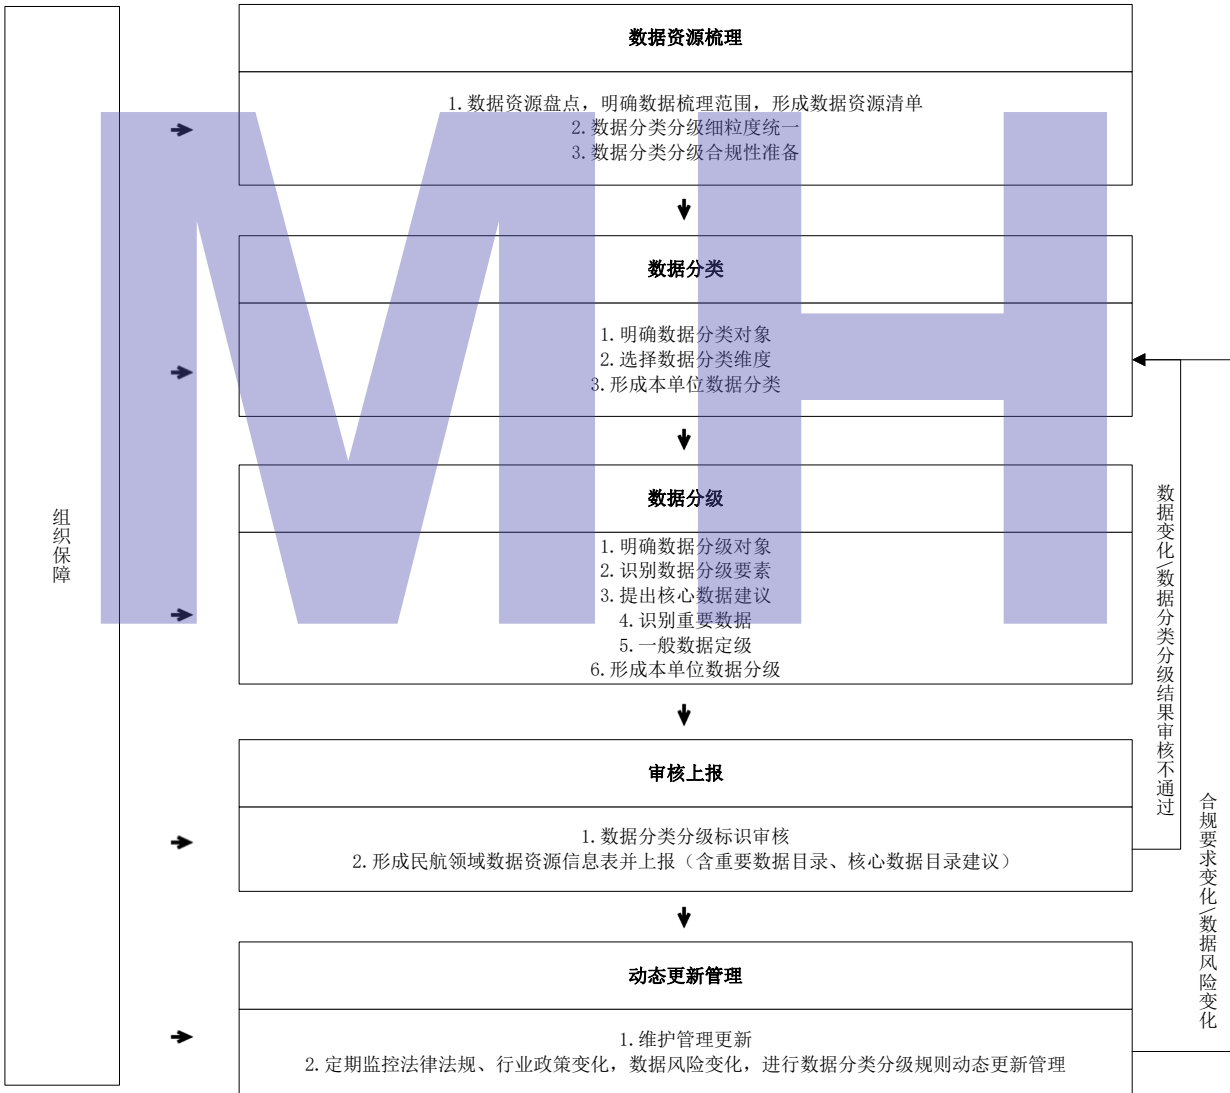 数据资源梳理
1.数据资源盘点，明确数据梳理范围，形成数据资源清单
2.数据分类分级细粒度统一
3.数据分类分级合规性准备
数据分类
1.明确数据分类对象
2.选择数据分类维度
3.形成本单位数据分类
数据分级
1.明确数据分级对象
2.识别数据分级要素
3.提出核心数据建议
4.识别重要数据
5.一般数据定级
6.形成本单位数据分级
审核上报
1.数据分类分级标识审核
2.形成民航领域数据资源信息表并上报（含重要数据目录、核心数据目录建议）
动态更新管理
1.维护管理更新
2.定期监控法律法规、行业政策变化，数据风险变化，进行数据分类分级规则动态更新管理
组织保障
数据变化\数据分类分级结果审核不通过
合规要求变化\数据风险变化
MH